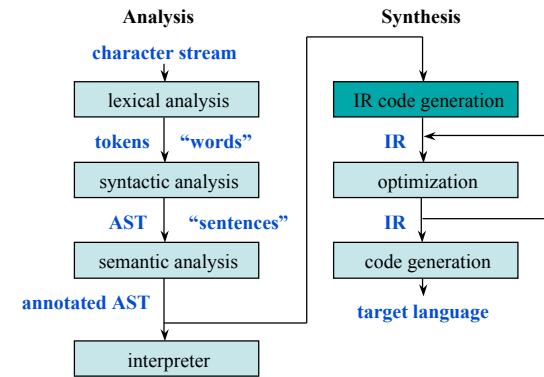 Analysis
character stream
lexical analysis
tokens “words”
syntactic analysis
AST “sentences”
semantic analysis
annotated AST
interpreter
Synthesis
IR code generation
IR
optimization
IR
code generation
target language